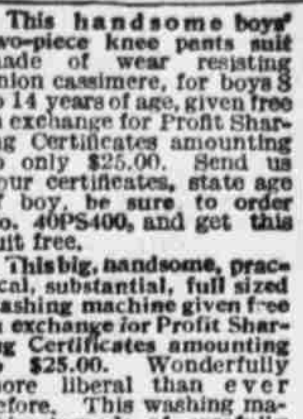 This handsome boys'
wo-piece knee pants suit
nade of wear resisting
nion cassimere, for boys 8
o 14 years of age, given free
n exchange for Profit Shar-
ng Certificates amounting
o only $25.00. Send us
our certificates, state age
f boy, be sure to order
o. 40PS400, and get this
uit free.
This big, handsome, prac-
cal, substantial, full sized
ashing machine given free
n exchange for Profit Shar-
ng Certificates amounting
o $25.00. Wonderfully
ore liberal than ever
efore. This washing ma-